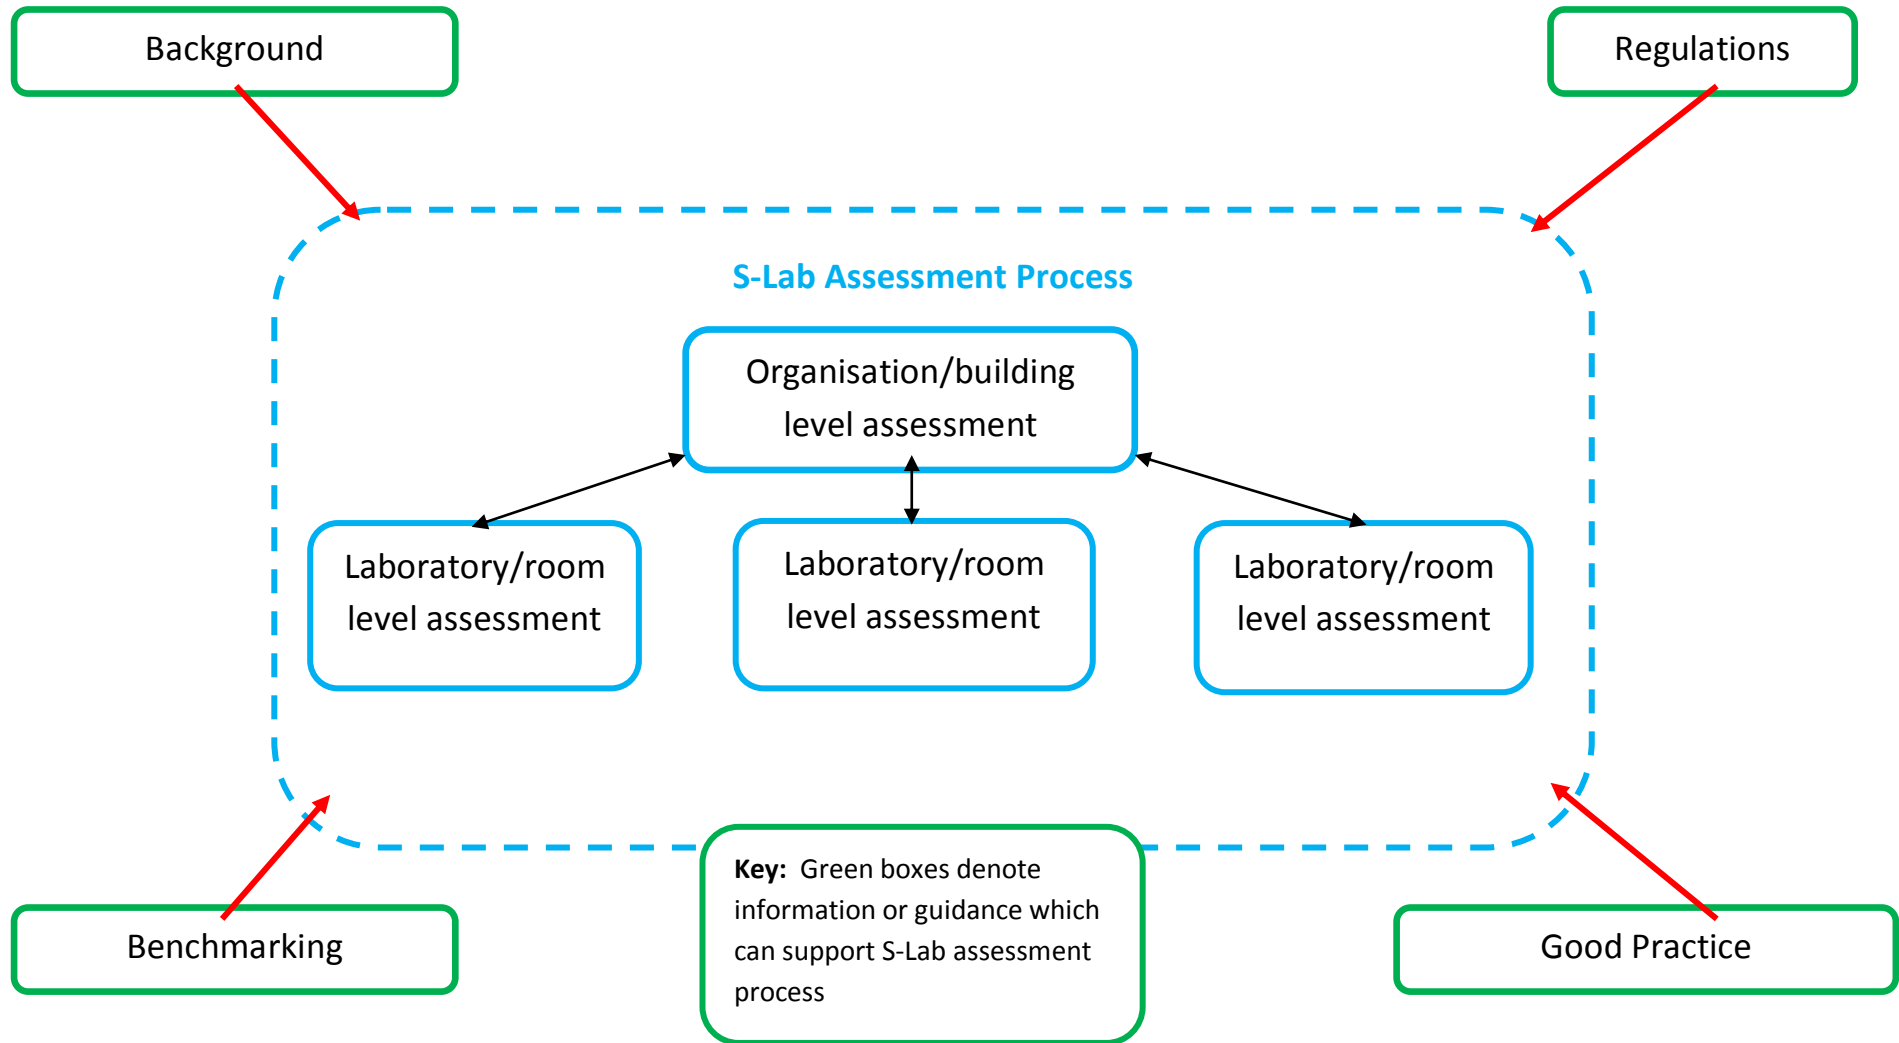 Background
Regulations
S-Lab Assessment Process
Organisation/building
level assessment
Laboratory/room
level assessment
Laboratory/room
level assessment
Laboratory/room
level assessment
Key:  Green boxes denote
information or guidance which
can support S-Lab assessment
process
Benchmarking
Good Practice